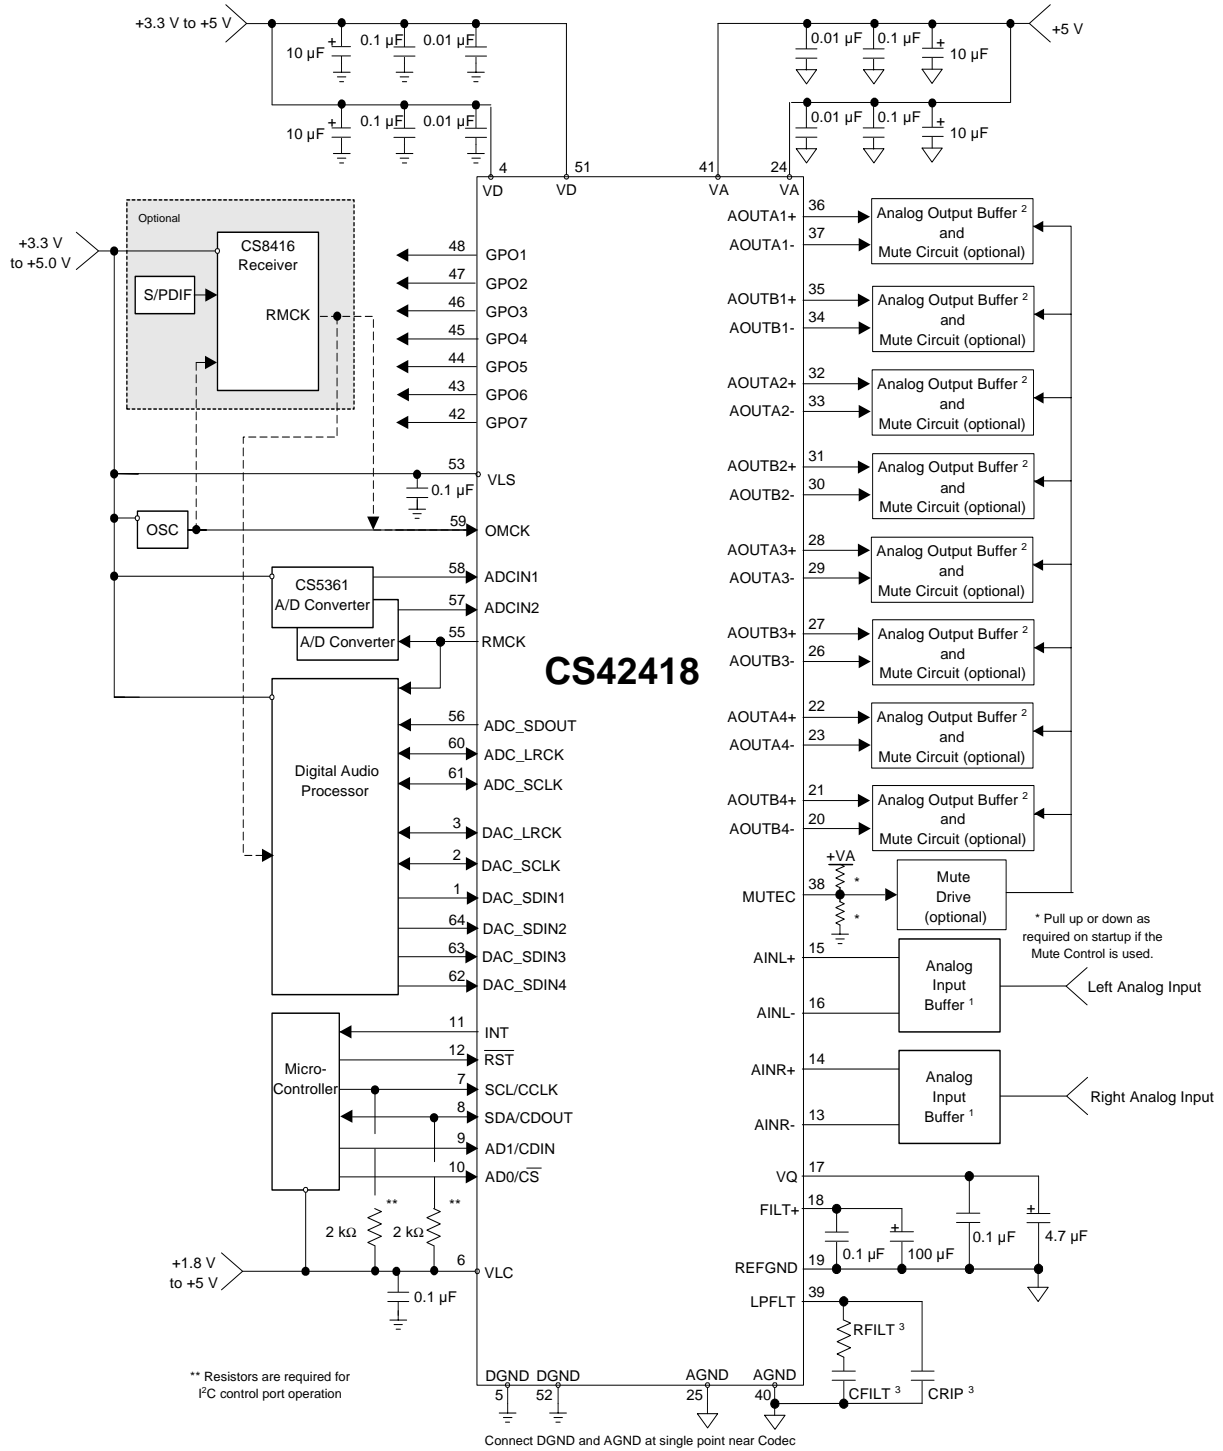 +3.3 V to +5 V
10 µF
+
0.1 µF
0.01 µF
0.01 µF
0.1 µF
+
10 µF
+5 V
10 µF
+
0.1 µF
0.01 µF
0.01 µF
0.1 µF
+
10 µF
4
51
41
24
VD
VD
VA
VA
Optional
+3.3 V
to +5.0 V
CS8416
Receiver
S/PDIF
RMCK
48
GPO1
47
GPO2
46
GPO3
45
GPO4
44
GPO5
43
GPO6
42
GPO7
53
VLS
0.1 µF
OSC
59
OMCK
58
ADCIN1
CS5361
A/D Converter
57
ADCIN2
A/D Converter
55
RMCK
CS42418
Digital Audio
Processor
56
ADC_SDOUT
60
ADC_LRCK
61
ADC_SCLK
3
DAC_LRCK
2
DAC_SCLK
1
DAC_SDIN1
64
DAC_SDIN2
63
DAC_SDIN3
62
DAC_SDIN4
Micro-
Controller
11
INT
12
RST
7
SCL/CCLK
8
SDA/CDOUT
9
AD1/CDIN
10
AD0/CS
**
**
2 kΩ
2 kΩ
+1.8 V
to +5 V
6
VLC
0.1 µF
** Resistors are required for
I²C control port operation
AOUTA1+
36
AOUTA1-
37
Analog Output Buffer ²
and
Mute Circuit (optional)
AOUTB1+
35
AOUTB1-
34
Analog Output Buffer ²
and
Mute Circuit (optional)
AOUTA2+
32
AOUTA2-
33
Analog Output Buffer ²
and
Mute Circuit (optional)
AOUTB2+
31
AOUTB2-
30
Analog Output Buffer ²
and
Mute Circuit (optional)
AOUTA3+
28
AOUTA3-
29
Analog Output Buffer ²
and
Mute Circuit (optional)
AOUTB3+
27
AOUTB3-
26
Analog Output Buffer ²
and
Mute Circuit (optional)
AOUTA4+
22
AOUTA4-
23
Analog Output Buffer ²
and
Mute Circuit (optional)
AOUTB4+
21
AOUTB4-
20
Analog Output Buffer ²
and
Mute Circuit (optional)
+VA
*
*
MUTEC
38
Mute
Drive
(optional)
* Pull up or down as
required on startup if the
Mute Control is used.
AINL+
15
AINL-
16
Analog
Input
Buffer ¹
Left Analog Input
AINR+
14
AINR-
13
Analog
Input
Buffer ¹
Right Analog Input
VQ
17
FILT+
18
0.1 µF
+
100 µF
0.1 µF
+
4.7 µF
REFGND
19
LPFLT
39
RFILT ³
CFILT ³
CRIP ³
DGND
DGND
AGND
AGND
5
52
25
40
Connect DGND and AGND at single point near Codec